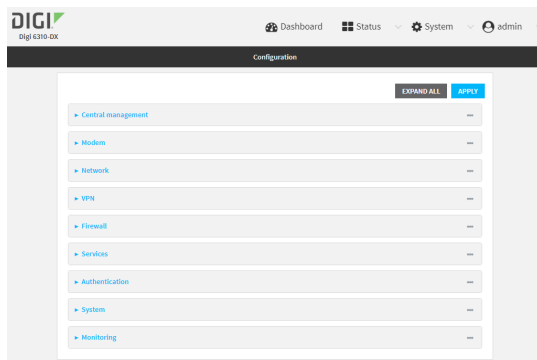 DIGI
Digi 6310-DX
Dashboard
Status
System
admin
Configuration
EXPAND ALL
APPLY
Central management
Modem
Network
VPN
Firewall
Services
Authentication
System
Monitoring